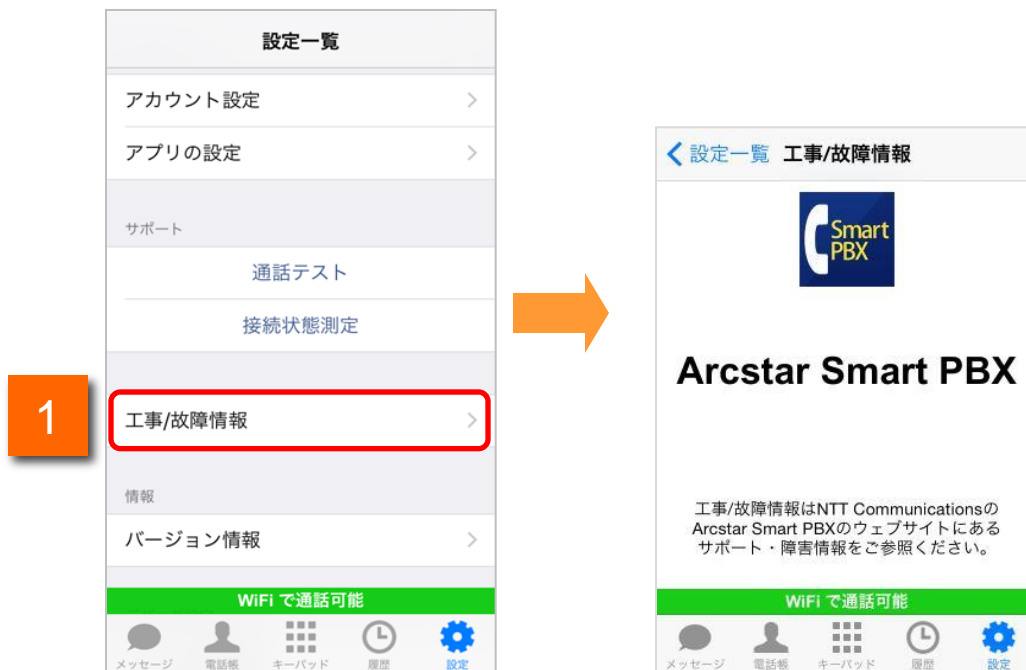 設定一覧
アカウント設定
アプリの設定
サポート
通話テスト
接続状態測定
1
工事/故障情報
情報
バージョン情報
WiFi で通話可能
メッセージ 電話帳 キーパッド 履歴 設定
設定一覧 工事/故障情報
Smart
PBX
Arcstar Smart PBX
工事/故障情報はNTT Communicationsの
Arcstar Smart PBXのウェブサイトにある
サポート・障害情報をご参照ください。
WiFi で通話可能
メッセージ 電話帳 キーパッド 履歴 設定